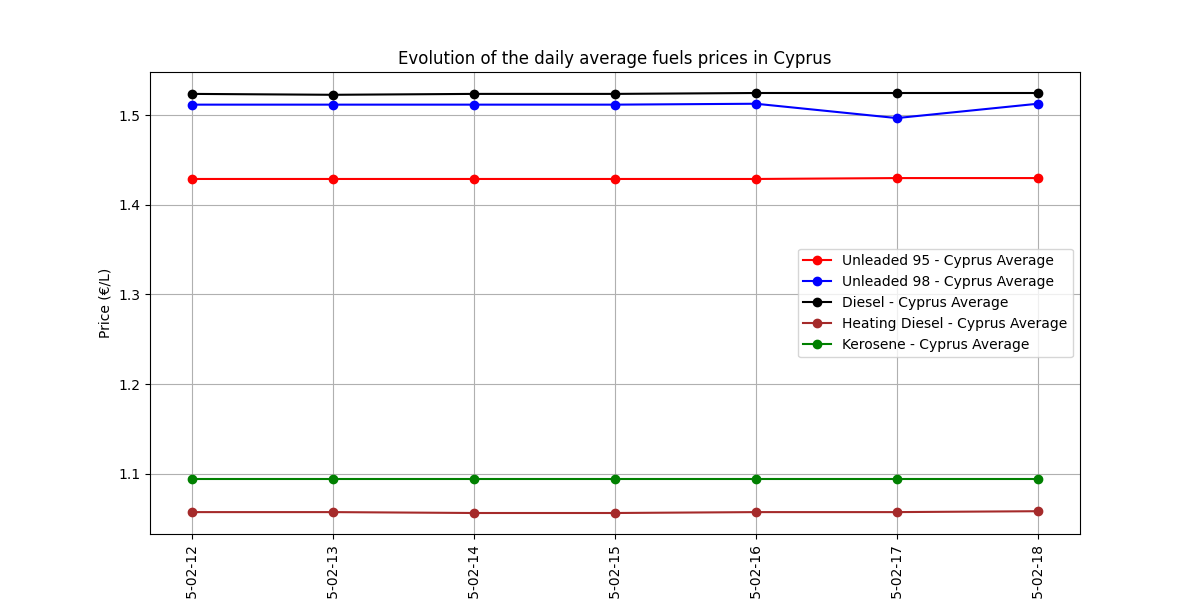 Evolution of the daily average fuels prices in Cyprus
Price (€/L)
1.5
1.4
1.3
1.2
1.1
Unleaded 95 - Cyprus Average
Unleaded 98 - Cyprus Average
Diesel - Cyprus Average
Heating Diesel - Cyprus Average
Kerosene - Cyprus Average
5-02-12
5-02-13
5-02-14
5-02-15
5-02-16
5-02-17
5-02-18